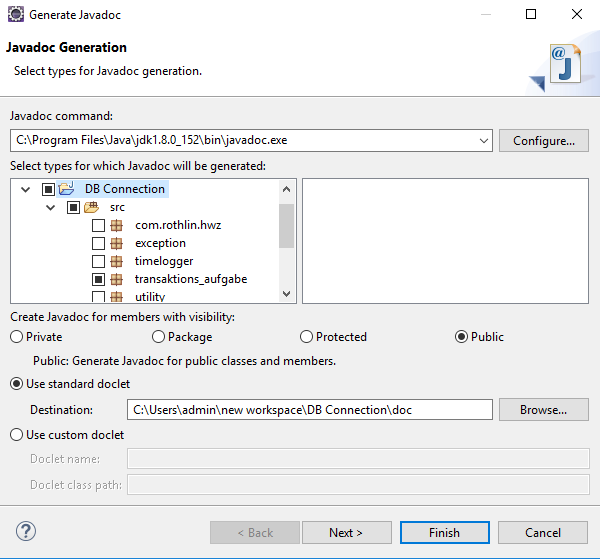 Generate Javadoc
Javadoc Generation
Select types for Javadoc generation.
@
J
Javadoc command:
C:\Program Files\Java\jdk1.8.0_152\bin\javadoc.exe
Configure...
Select types for which Javadoc will be generated:
DB Connection
src
com.rothlin.hwz
exception
timelogger
transaktions_aufgabe
utility
Create Javadoc for members with visibility:
Private Package Protected Public
Public: Generate Javadoc for public classes and members.
Use standard doclet
Destination: C:\Users\admin\new workspace\DB Connection\doc Browse...
Use custom doclet
Doclet name:
Doclet class path:
? < Back Next > Finish Cancel